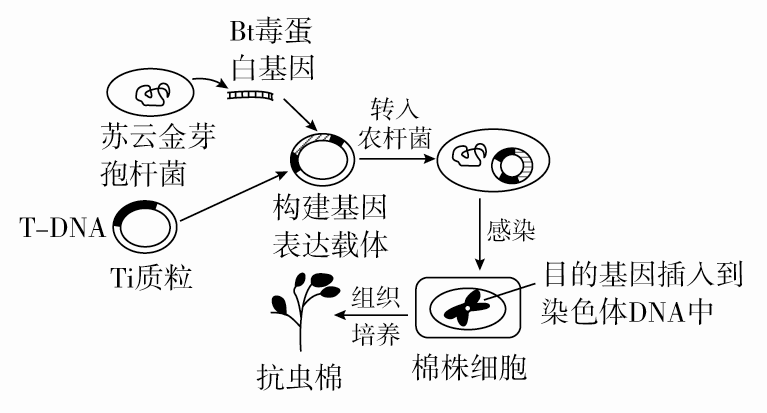 Bt毒蛋
白基因
苏云金芽
孢杆菌
T-DNA
Ti质粒
构建基因
表达载体
转入
农杆菌
感染
目的基因插入到
染色体DNA中
棉株细胞
组织
培养
抗虫棉